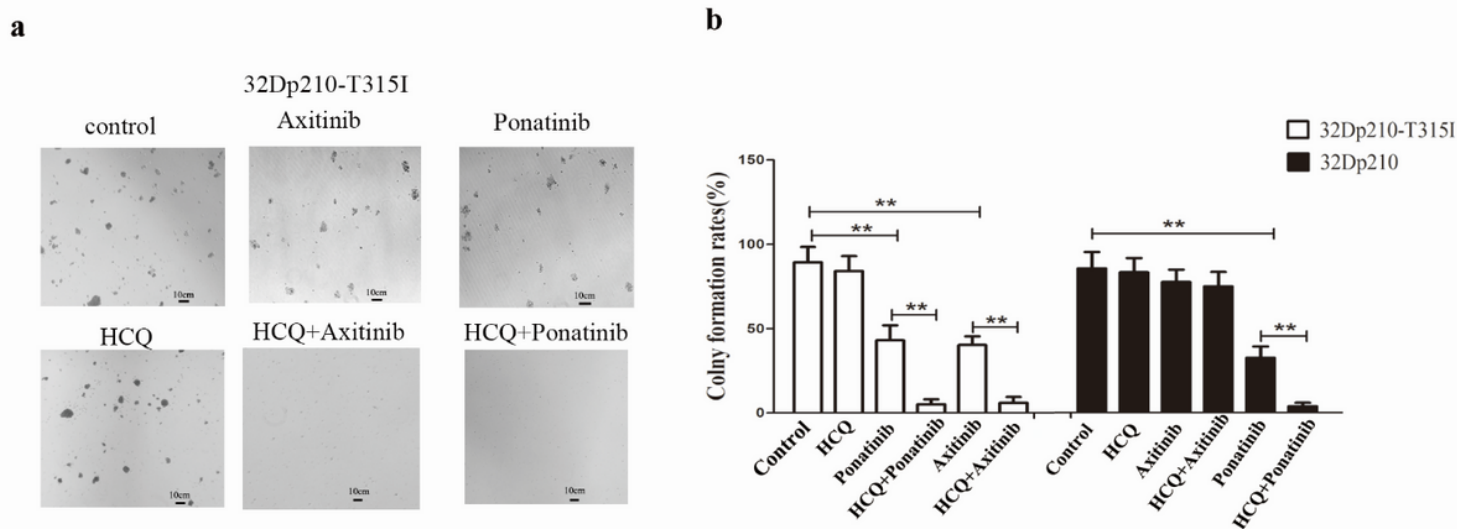 a
32Dp210-T315I
control
Axitinib
Ponatinib
10cm
10cm
10cm
HCQ
HCQ+Axitinib
HCQ+Ponatinib
10cm
10cm
10cm
b
32Dp210-T315I
32Dp210
Colny formation rates(%)
150
100
50
0
**
**
**
**
**
**
Control
HCQ
Ponatinib
HCQ+Ponatinib
Axitinib
HCQ+Axitinib
Control
HCQ
Axitinib
HCQ+Axitinib
Ponatinib
HCQ+Ponatinib